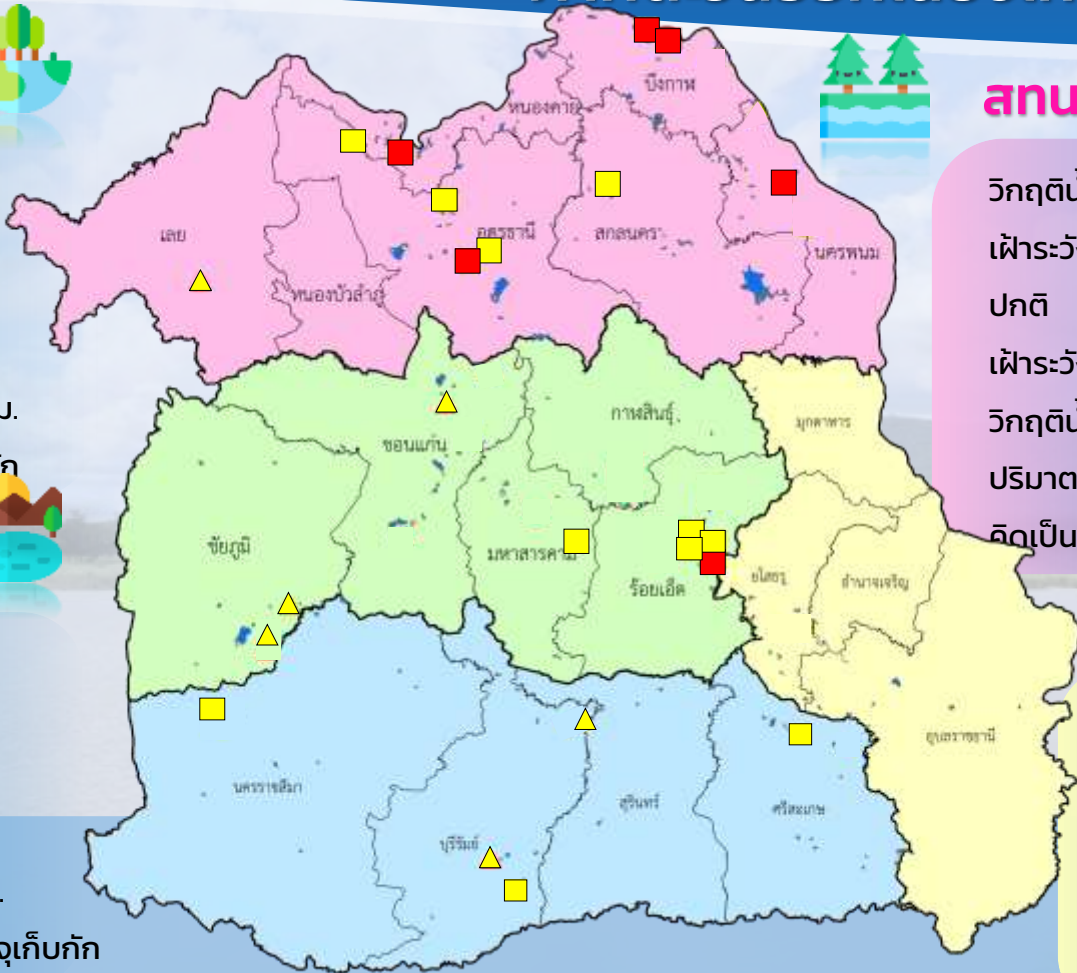 บึงกาฬ
หนองคาย
สทน
วิกฤติน้
เลย
อุดรธานี
สกลนคร
นครพนม
เฝ้าระวัง
หนองบัวลำภู
ปกติ
เฝ้าระวัง
ม.
ขอนแก่น
กาฬสินธุ์
มุกดาหาร
วิกฤติน้
ัก
ปริมาต
ชัยภูมิ
มหาสารคาม
คิดเป็น
ร้อยเอ็ด
ยโสธร
อำนาจเจริญ
อุบลราชธานี
นครราชสีมา
สุรินทร์
ศรีสะเกษ
บุรีรัมย์
จุเก็บกัก